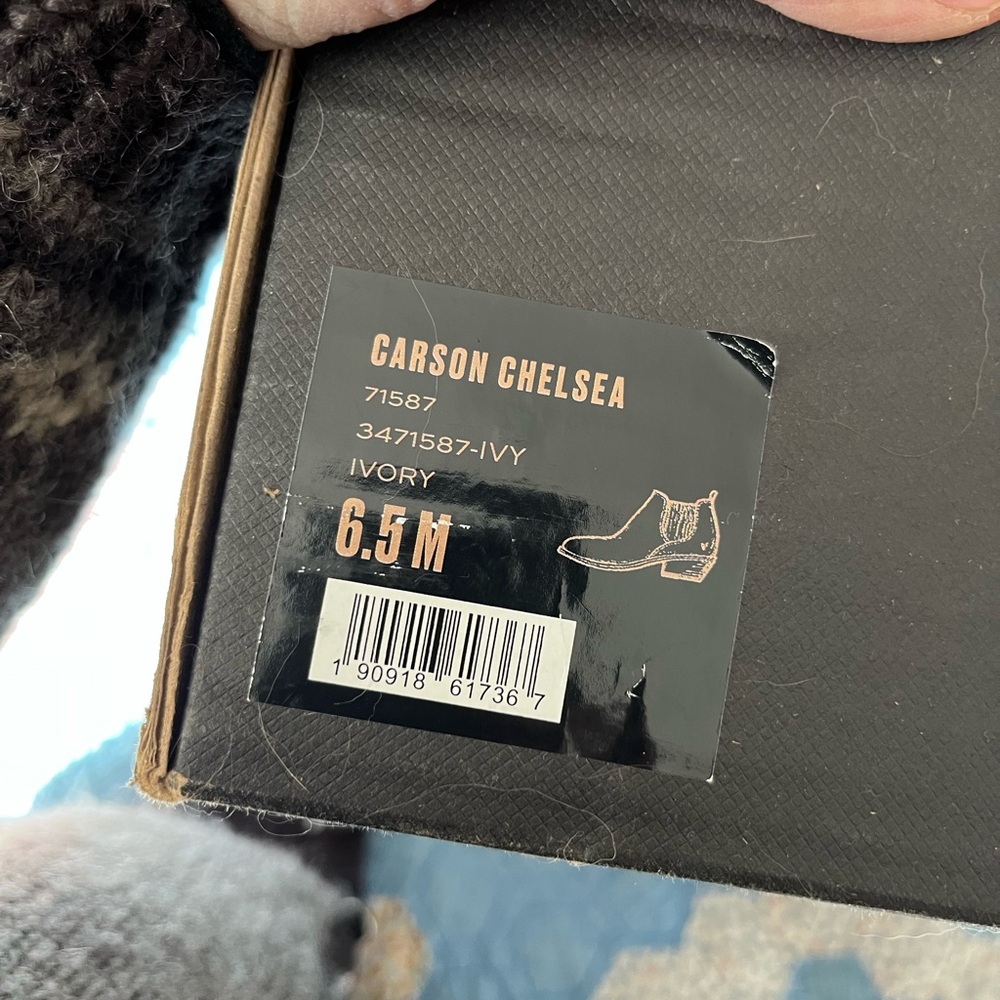 CARSON CHELSEA
71587
3471587-IVY
IVORY
6.5 M
1 90918 61736 7